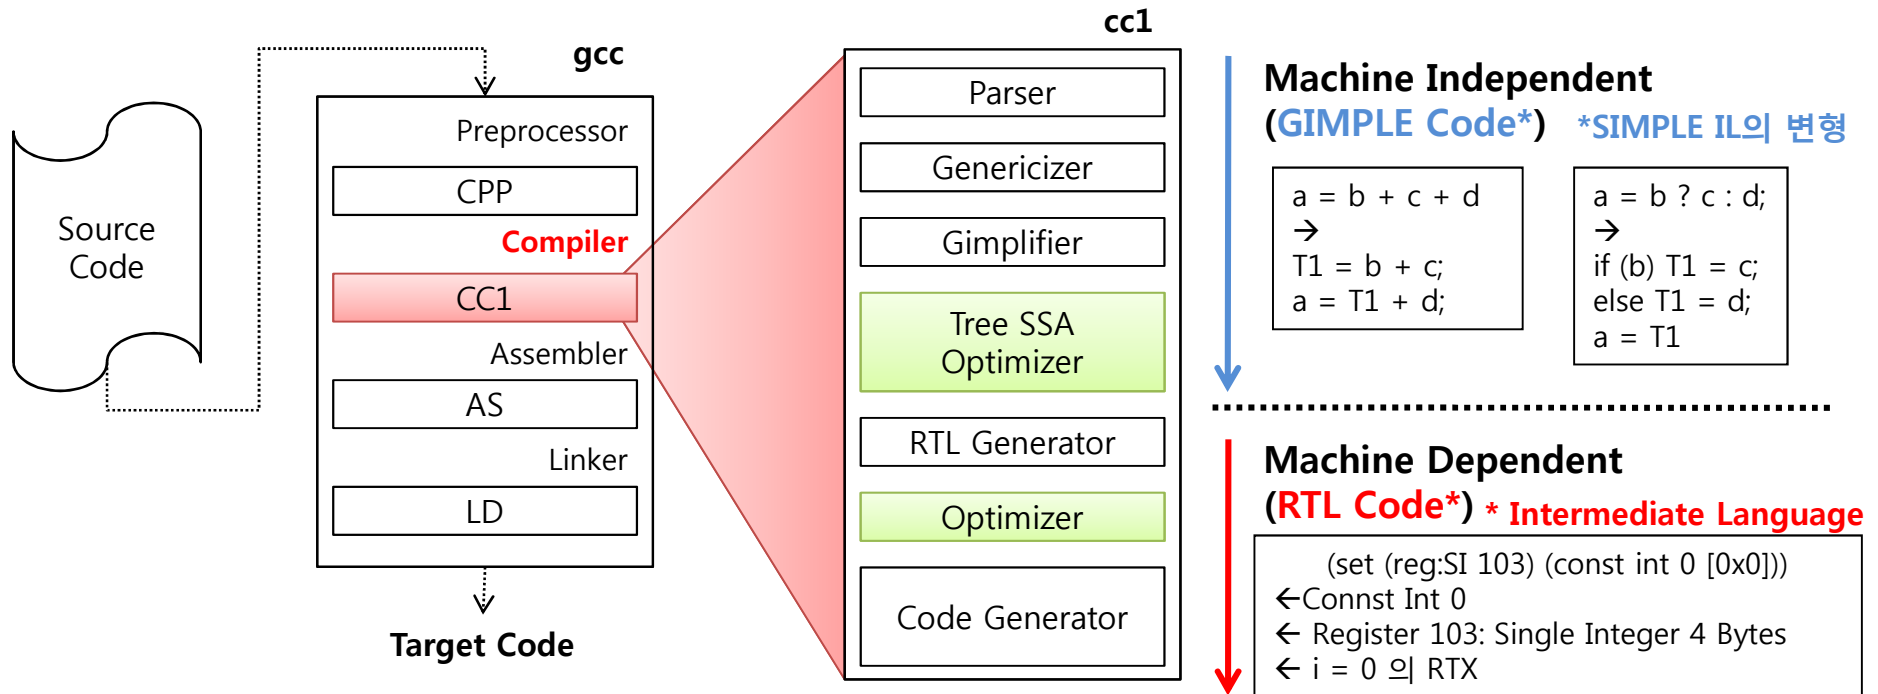 Source
Code
gcc
Preprocessor
CPP
Compiler
CC1
Assembler
AS
Linker
LD
Target Code
cc1
Parser
Genericizer
Gimplifier
Tree SSA
Optimizer
RTL Generator
Optimizer
Code Generator
Machine Independent
(GIMPLE Code*) *SIMPLE IL의 변형
a = b + c + d
→
T1 = b + c;
a = T1 + d;
a = b ? c : d;
→
if (b) T1 = c;
else T1 = d;
a = T1
Machine Dependent
(RTL Code*) * Intermediate Language
(set (reg:SI 103) (const int 0 [0x0]))
←Connst Int 0
← Register 103: Single Integer 4 Bytes
← i = 0 의 RTX